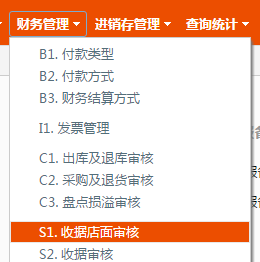 财务管理 进销存管理 查询统计
B1. 付款类型
B2. 付款方式
B3. 财务结算方式
I1. 发票管理
C1. 出库及退库审核
C2. 采购及退货审核
C3. 盘点损溢审核
S1. 收据店面审核
S2. 收据审核